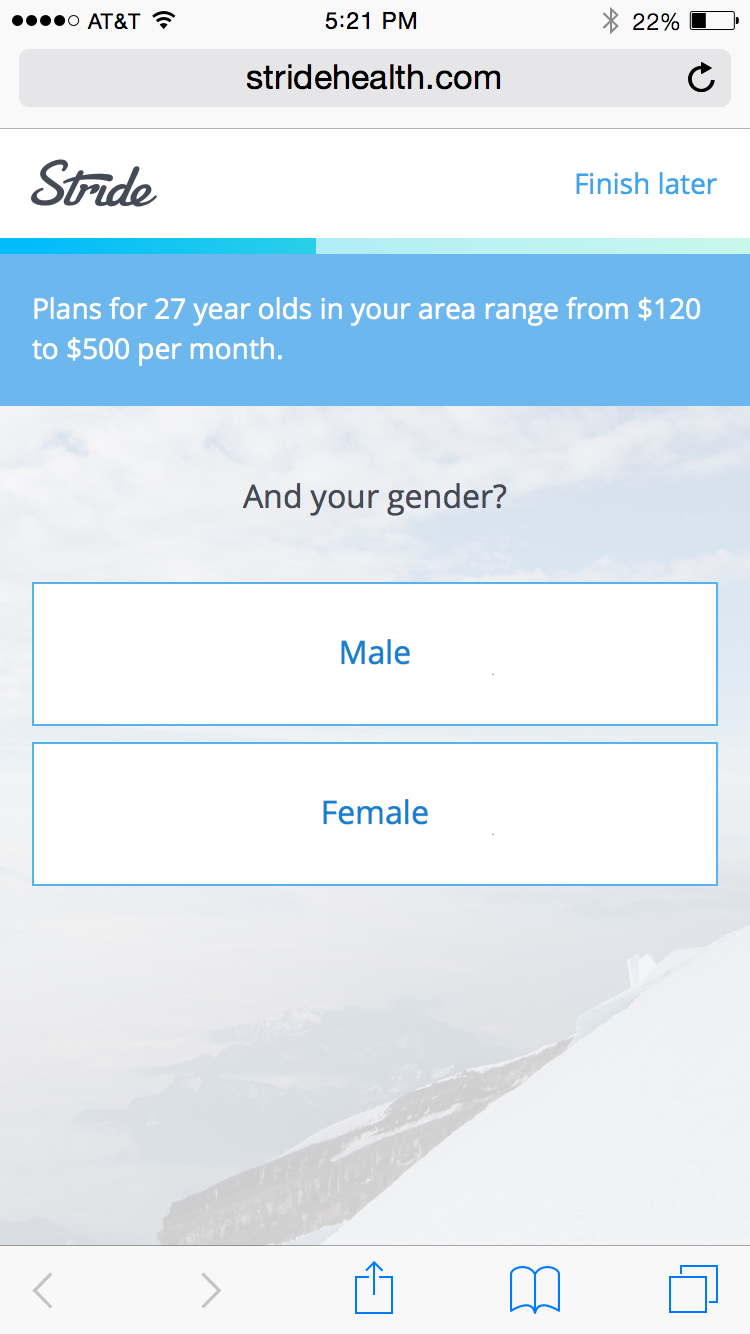 AT&T 5:21 PM 22%
stridehealth.com
Stride Finish later
Plans for 27 year olds in your area range from $120
to $500 per month.
And your gender?
Male
Female